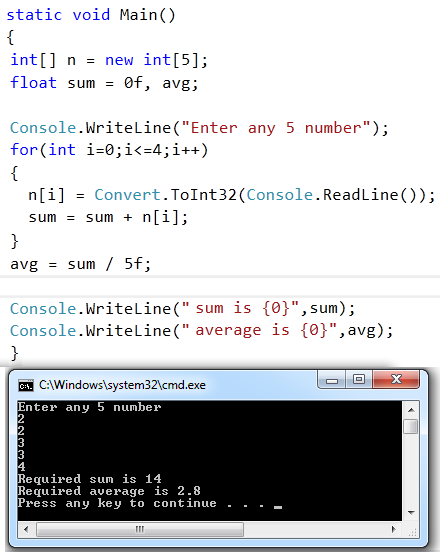 static void Main()
{
int[] n = new int[5];
float sum = 0f, avg;
Console.WriteLine("Enter any 5 number");
for(int i=0;i<=4;i++)
{
n[i] = Convert.ToInt32(Console.ReadLine());
sum = sum + n[i];
}
avg = sum / 5f;
Console.WriteLine(" sum is {0}",sum);
Console.WriteLine(" average is {0}",avg);
}
C:\Windows\system32\cmd.exe
Enter any 5 number
2
2
3
3
4
Required sum is 14
Required average is 2.8
Press any key to continue . . .